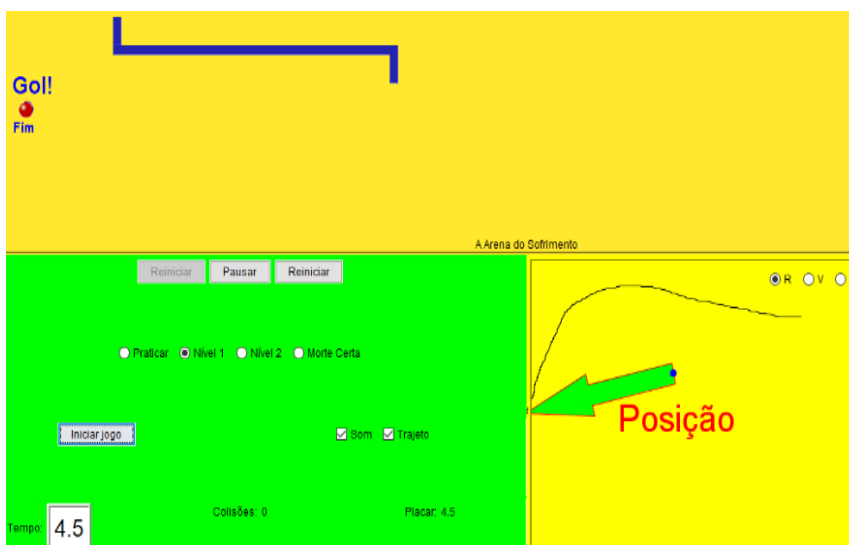 Gol!
Fim
A Arena do Sofrimento
Reiniciar Pausar Reiniciar
R V
Praticar Nível 1 Nível 2 Morte Certa
Posição
Iniciar jogo Som Trajeto
Colisões: 0 Placar: 4.5
Tempo: 4.5